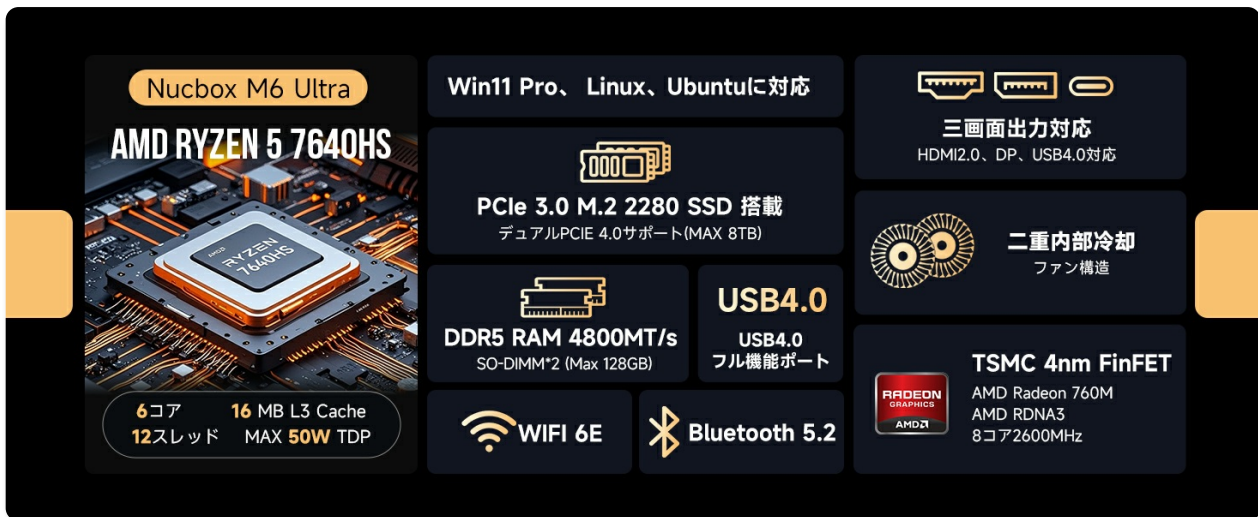 Nucbox M6 Ultra
AMD RYZEN 5 7640HS
AMD
RYZEN
7640HS
6コア 16 MB L3 Cache
12スレッド MAX 50W TDP
Win11 Pro、 Linux、Ubuntuに対応
PCIe 3.0 M.2 2280 SSD 搭載
デュアルPCIE 4.0サポート(MAX 8TB)
DDR5 RAM 4800MT/s
SO-DIMM*2 (Max 128GB)
USB4.0
USB4.0
フル機能ポート
WIFI 6E
Bluetooth 5.2
三画面出力対応
HDMI2.0、DP、USB4.0対応
二重内部冷却
ファン構造
RADEON
GRAPHICS
AMD
TSMC 4nm FinFET
AMD Radeon 760M
AMD RDNA3
8コア2600MHz